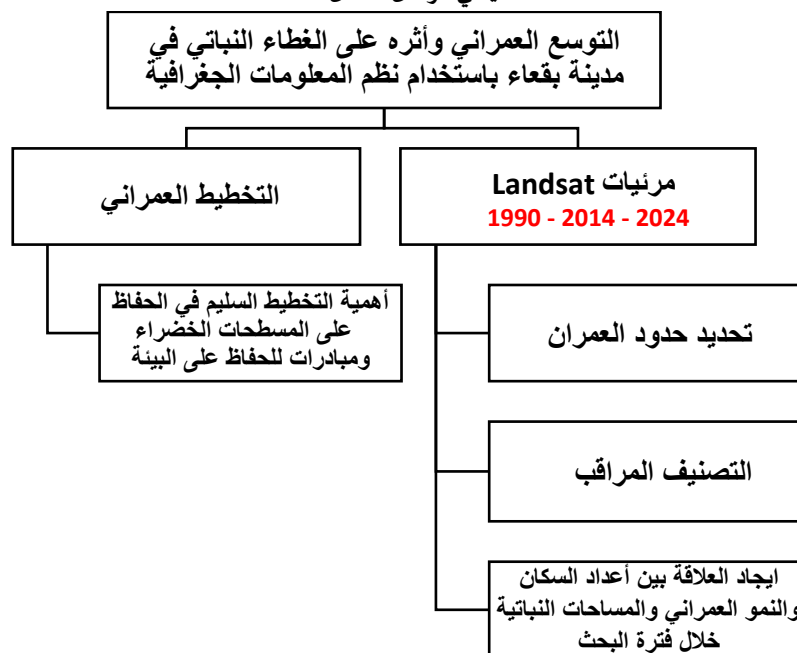 التوسع العمراني وأثره على الغطاء النباتي في
مدينة بقعاء باستخدام نظم المعلومات الجغرافية
مرئيات Landsat
1990 - 2014 - 2024
التخطيط العمراني
تحديد حدود العمران
أهمية التخطيط السليم في الحفاظ
على المسطحات الخضراء
ومبادرات للحفاظ على البيئة
التصنيف المراقب
ايجاد العلاقة بين أعداد السكان
والنمو العمراني والمساحات النباتية
خلال فترة البحث